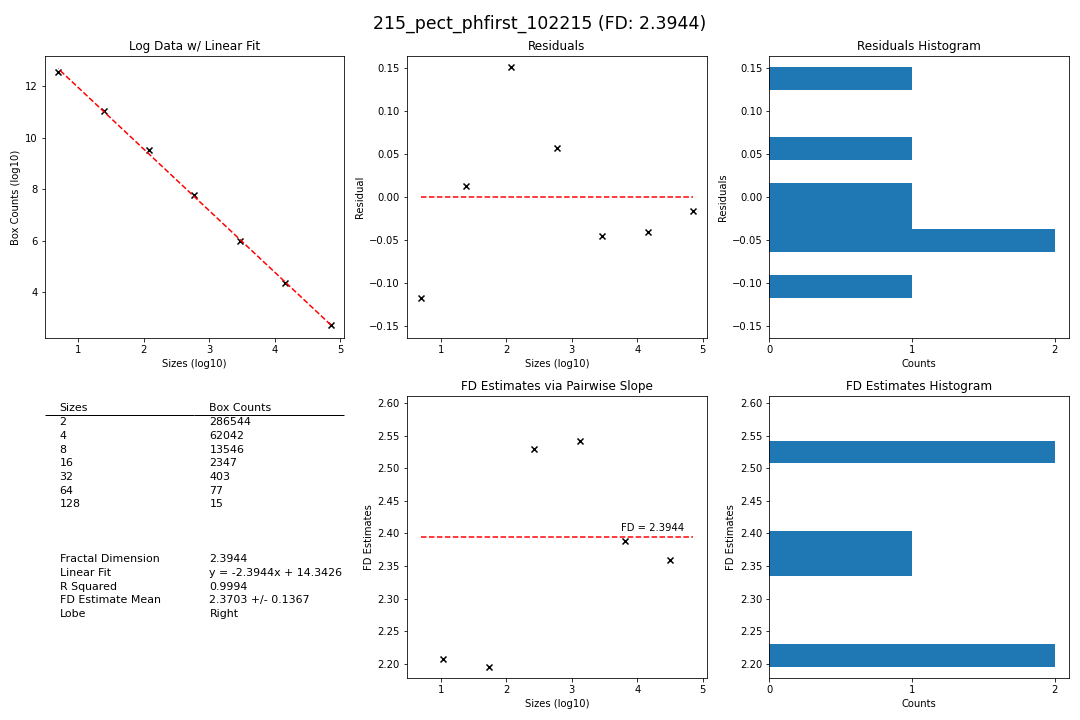 215_pect_phfirst_102215 (FD: 2.3944)
Log Data w/ Linear Fit
12
10
8
6
4
Box Counts (log10)
1 2 3 4 5
Sizes (log10)
Residuals
0.15
0.10
0.05
0.00
−0.05
−0.10
−0.15
Residual
1 2 3 4 5
Sizes (log10)
Residuals Histogram
0.15
0.10
0.05
0.00
−0.05
−0.10
−0.15
Residuals
0 1 2
Counts
Sizes Box Counts
2 286544
4 62042
8 13546
16 2347
32 403
64 77
128 15
Fractal Dimension 2.3944
Linear Fit y = -2.3944x + 14.3426
R Squared 0.9994
FD Estimate Mean 2.3703 +/- 0.1367
Lobe Right
FD Estimates via Pairwise Slope
2.60
2.55
2.50
2.45
2.40
2.35
2.30
2.25
2.20
FD Estimates
FD = 2.3944
1 2 3 4 5
Sizes (log10)
FD Estimates Histogram
2.60
2.55
2.50
2.45
2.40
2.35
2.30
2.25
2.20
FD Estimates
0 1 2
Counts